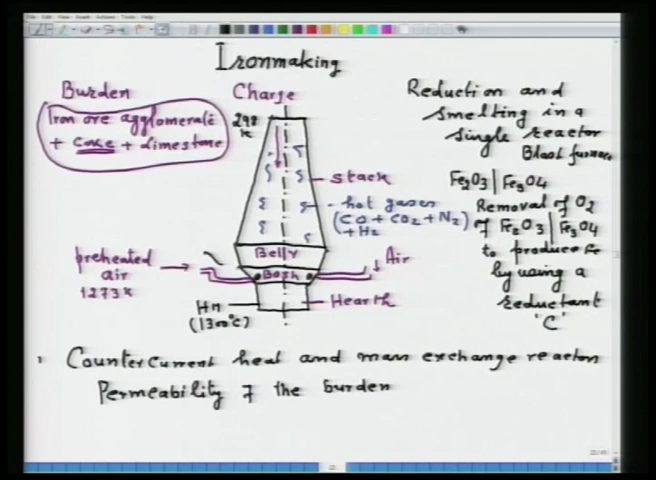 Ironmaking
Burden
Iron ore agglomerate
+ coke + Limestone
Charge
298
K
stack
hot gases
(CO + CO2 + N2)
+ H2
Belly
Bosh
Hearth
Air
preheated
air
1273K
HM
(1300°C)
Reduction and
smelting in a
single reactor
Blast furnace
Fe2O3 | Fe3O4
Removal of O2
of Fe2O3 | Fe3O4
to produce Fe
by using a
reductant
'C'
Countercurrent heat and mass exchange reactor
Permeability of the burden